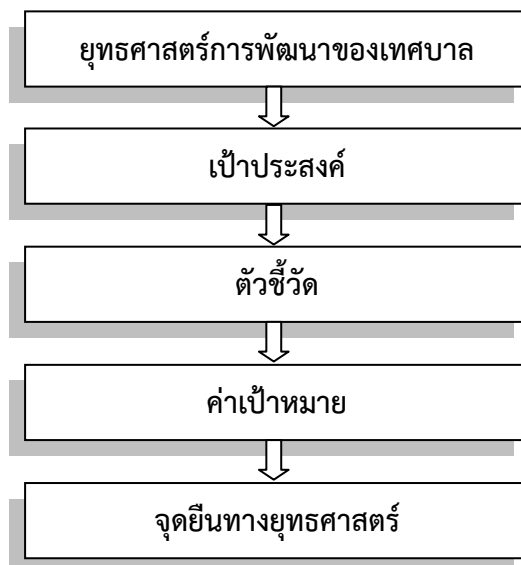 ยุทธศาสตร์การพัฒนาของเทศบาล
เป้าประสงค์
ตัวชี้วัด
ค่าเป้าหมาย
จุดยืนทางยุทธศาสตร์